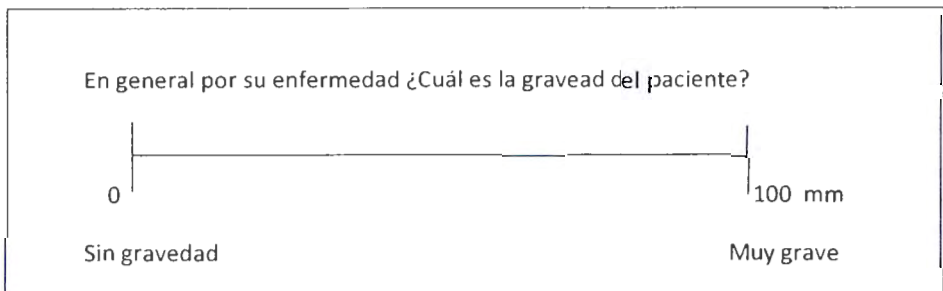 En general por su enfermedad ¿Cuál es la gravead del paciente?
0 100 mm
Sin gravedad Muy grave